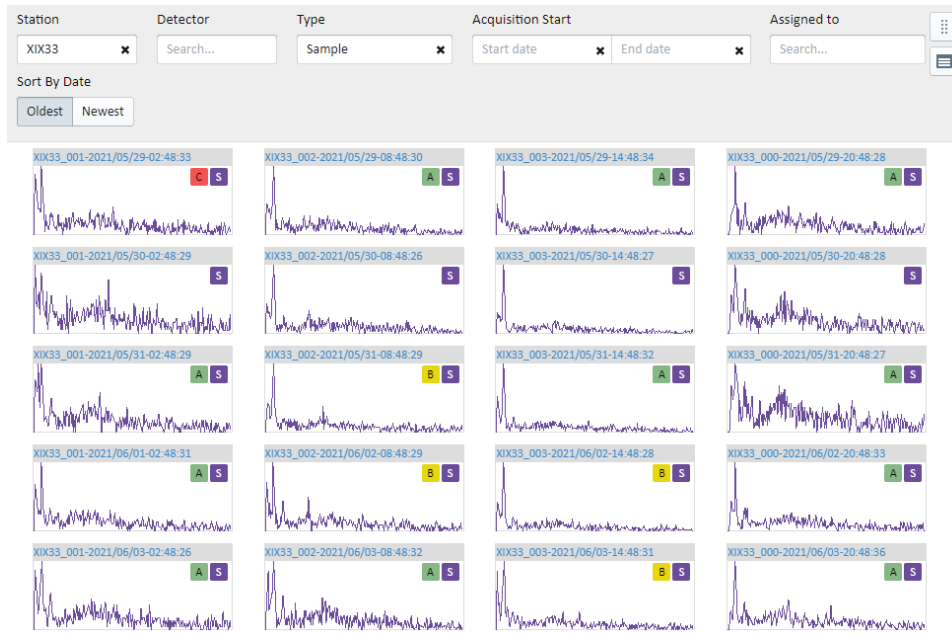 Station Detector Type Acquisition Start Assigned to
XIX33 Search... Sample Start date End date Search...
Sort By Date
Oldest Newest
XIX33_001-2021/05/29-02:48:33 XIX33_002-2021/05/29-08:48:30 XIX33_003-2021/05/29-14:48:34 XIX33_000-2021/05/29-20:48:28
C S A S A S A S
XIX33_001-2021/05/30-02:48:29 XIX33_002-2021/05/30-08:48:26 XIX33_003-2021/05/30-14:48:27 XIX33_000-2021/05/30-20:48:28
S S S S
XIX33_001-2021/05/31-02:48:29 XIX33_002-2021/05/31-08:48:29 XIX33_003-2021/05/31-14:48:32 XIX33_000-2021/05/31-20:48:27
A S B S A S A S
XIX33_001-2021/06/01-02:48:31 XIX33_002-2021/06/02-08:48:29 XIX33_003-2021/06/02-14:48:28 XIX33_000-2021/06/02-20:48:33
A S B S B S A S
XIX33_001-2021/06/03-02:48:26 XIX33_002-2021/06/03-08:48:32 XIX33_003-2021/06/03-14:48:31 XIX33_000-2021/06/03-20:48:36
A S A S B S A S